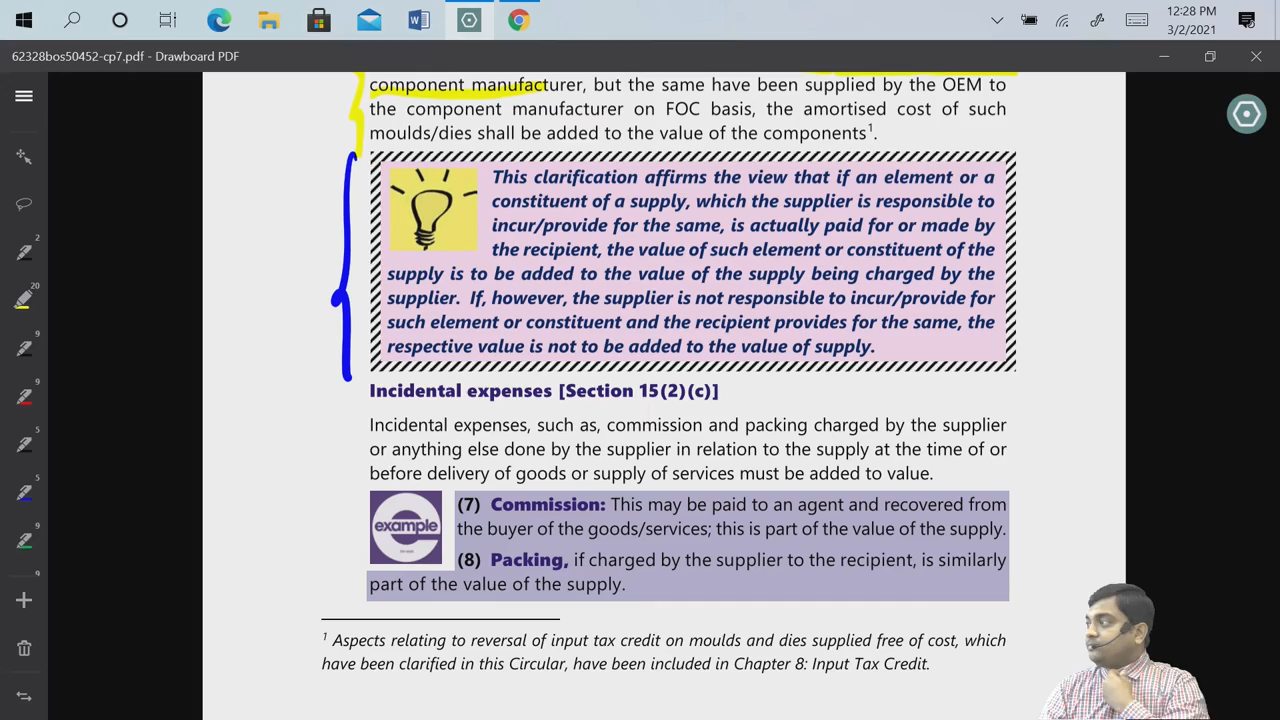 12:28 PM
3/2/2021
62328bos50452-cp7.pdf - Drawboard PDF
component manufacturer, but the same have been supplied by the OEM to
the component manufacturer on FOC basis, the amortised cost of such
moulds/dies shall be added to the value of the components1.
This clarification affirms the view that if an element or a
constituent of a supply, which the supplier is responsible to
incur/provide for the same, is actually paid for or made by
the recipient, the value of such element or constituent of the
supply is to be added to the value of the supply being charged by the
supplier. If, however, the supplier is not responsible to incur/provide for
such element or constituent and the recipient provides for the same, the
respective value is not to be added to the value of supply.
Incidental expenses [Section 15(2)(c)]
Incidental expenses, such as, commission and packing charged by the supplier
or anything else done by the supplier in relation to the supply at the time of or
before delivery of goods or supply of services must be added to value.
example
(7) Commission: This may be paid to an agent and recovered from
the buyer of the goods/services; this is part of the value of the supply.
(8) Packing, if charged by the supplier to the recipient, is similarly
part of the value of the supply.
1 Aspects relating to reversal of input tax credit on moulds and dies supplied free of cost, which
have been clarified in this Circular, have been included in Chapter 8: Input Tax Credit.
2
20
9
9
5
5
9
9